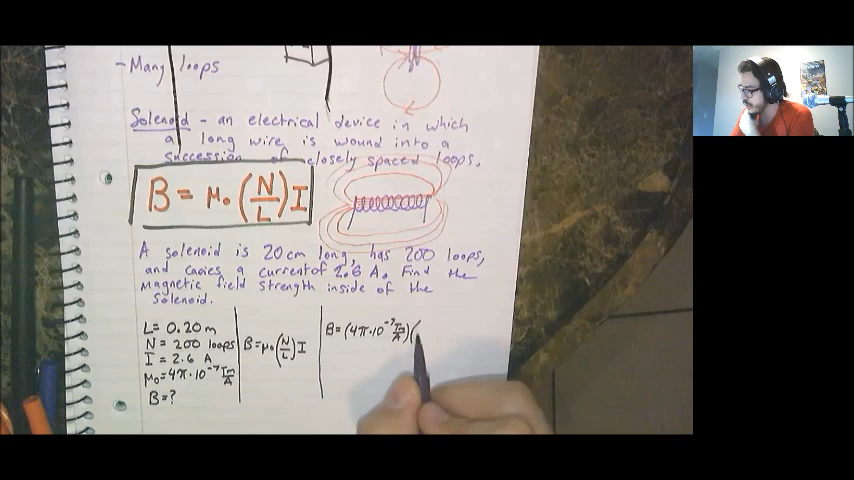 - Many loops
Solenoid - an electrical device in which
a long wire is wound into a
succession of closely spaced loops.
B = μ₀ (N/L) I
A solenoid is 20 cm long, has 200 loops,
and caries a current of 2.6 A. Find the
Magnetic field strength inside of the
Solenoid.
L = 0.20 m
N = 200 loops
I = 2.6 A
μ₀ = 4π·10⁻⁷ Tm/A
B = ?
B = μ₀ (N/L) I
B = (4π·10⁻⁷ Tm/A)(